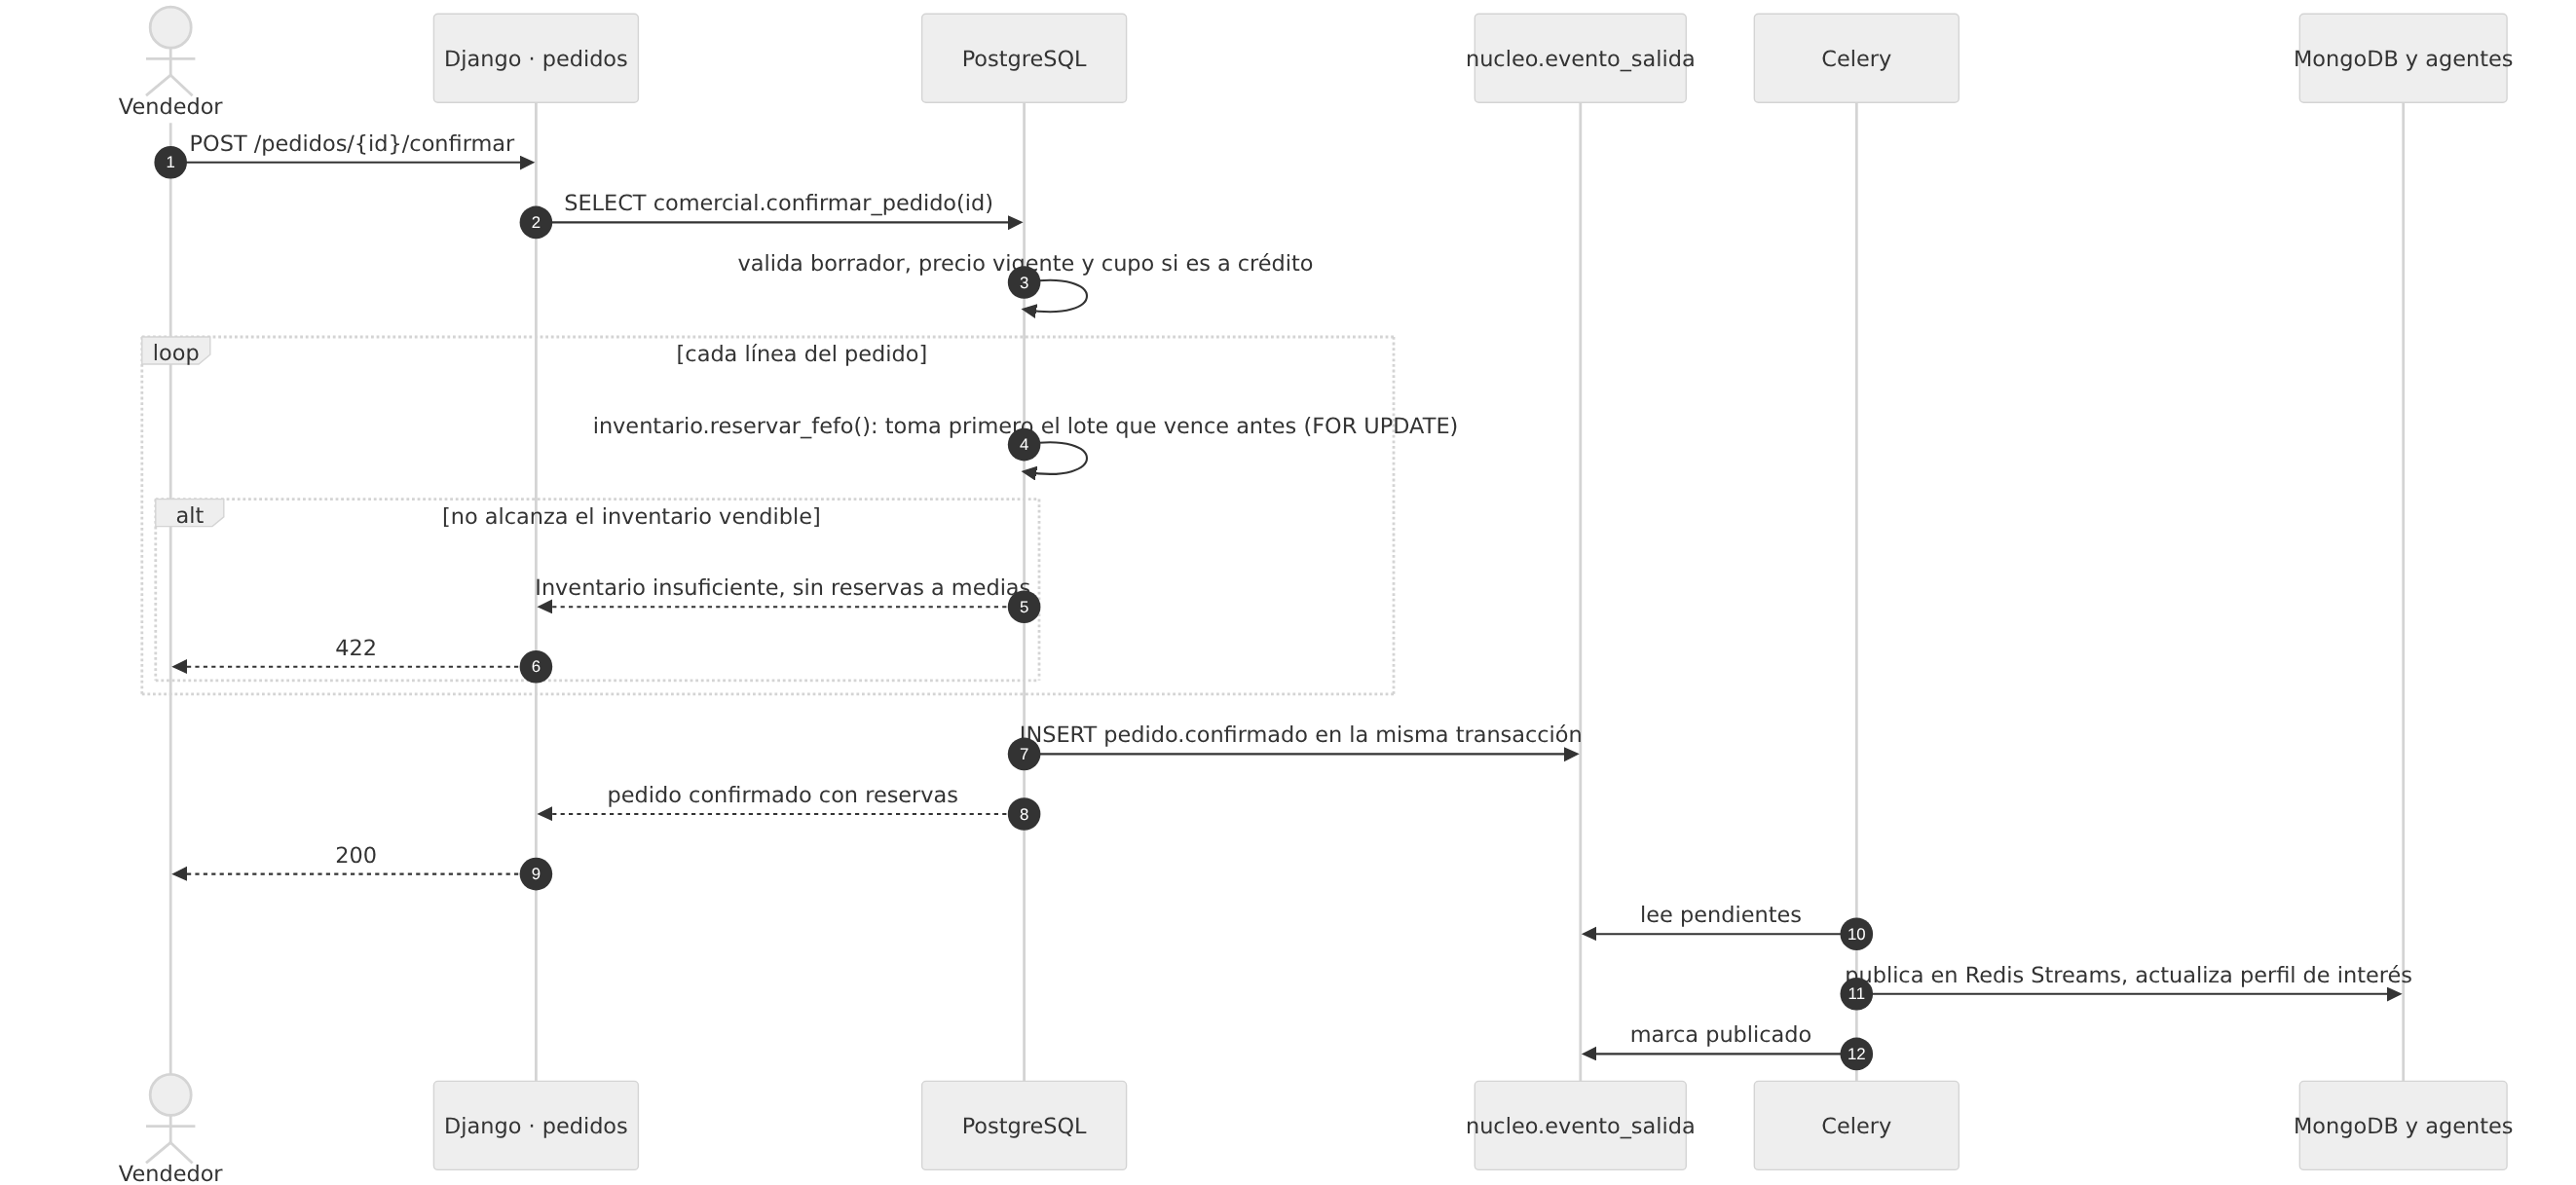 Django · pedidos
PostgreSQL
nucleo.evento_salida
Celery
MongoDB y agentes
Vendedor
POST /pedidos/{id}/confirmar
1
SELECT comercial.confirmar_pedido(id)
2
valida borrador, precio vigente y cupo si es a crédito
3
loop
[cada línea del pedido]
inventario.reservar_fefo(): toma primero el lote que vence antes (FOR UPDATE)
4
alt
[no alcanza el inventario vendible]
Inventario insuficiente, sin reservas a medias
5
422
6
INSERT pedido.confirmado en la misma transacción
7
pedido confirmado con reservas
8
200
9
lee pendientes
10
publica en Redis Streams, actualiza perfil de interés
11
marca publicado
12
Django · pedidos
PostgreSQL
nucleo.evento_salida
Celery
MongoDB y agentes
Vendedor